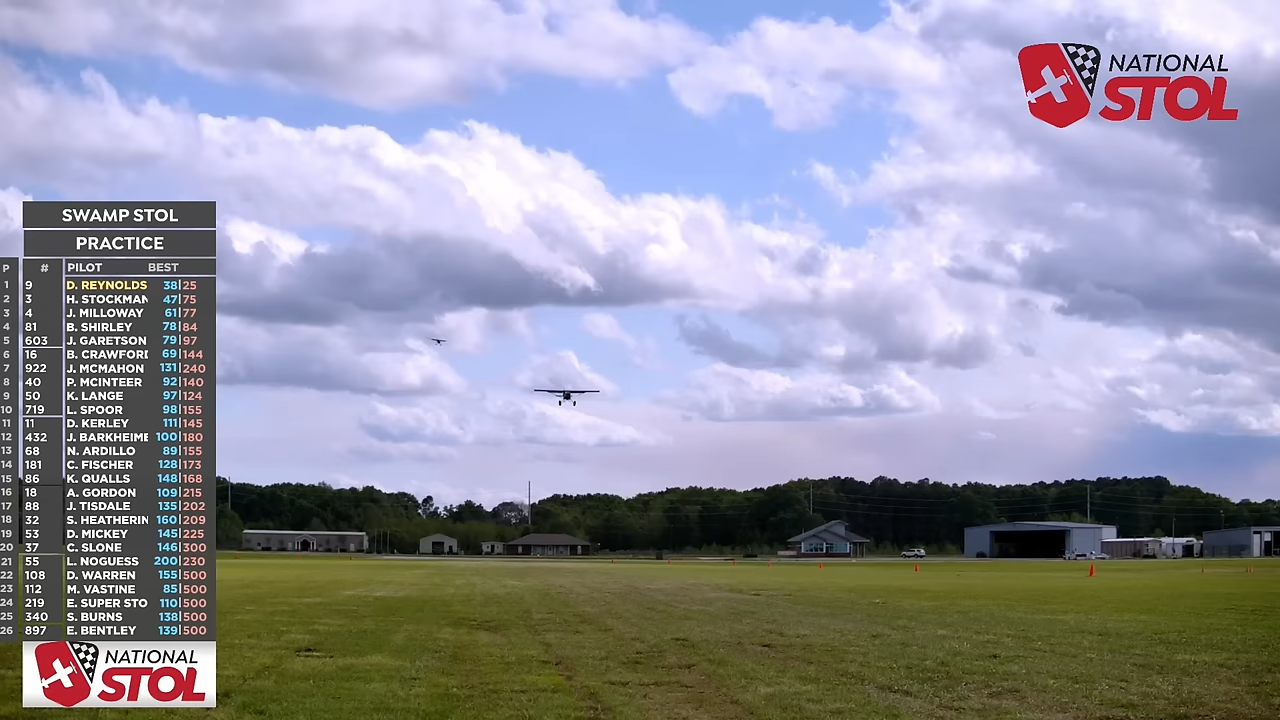 NATIONAL
STOL
SWAMP STOL
PRACTICE
P # PILOT BEST
1 9 D. REYNOLDS 38|25
2 3 H. STOCKMAN 47|75
3 4 J. MILLOWAY 61|77
4 81 B. SHIRLEY 78|84
5 603 J. GARETSON 79|97
6 16 B. CRAWFORD 69|144
7 922 J. MCMAHON 131|240
8 40 P. MCINTEER 92|140
9 50 K. LANGE 97|124
10 719 L. SPOOR 98|155
11 11 D. KERLEY 111|145
12 432 J. BARKHEIME 100|180
13 68 N. ARDILLO 89|155
14 181 C. FISCHER 128|173
15 86 K. QUALLS 148|168
16 18 A. GORDON 109|215
17 88 J. TISDALE 135|202
18 32 S. HEATHERIN 160|209
19 53 D. MICKEY 145|225
20 37 C. SLONE 146|300
21 55 L. NOGUESS 200|230
22 108 D. WARREN 155|500
23 112 M. VASTINE 85|500
24 219 E. SUPER STO 110|500
25 340 S. BURNS 138|500
26 897 E. BENTLEY 139|500
NATIONAL
STOL